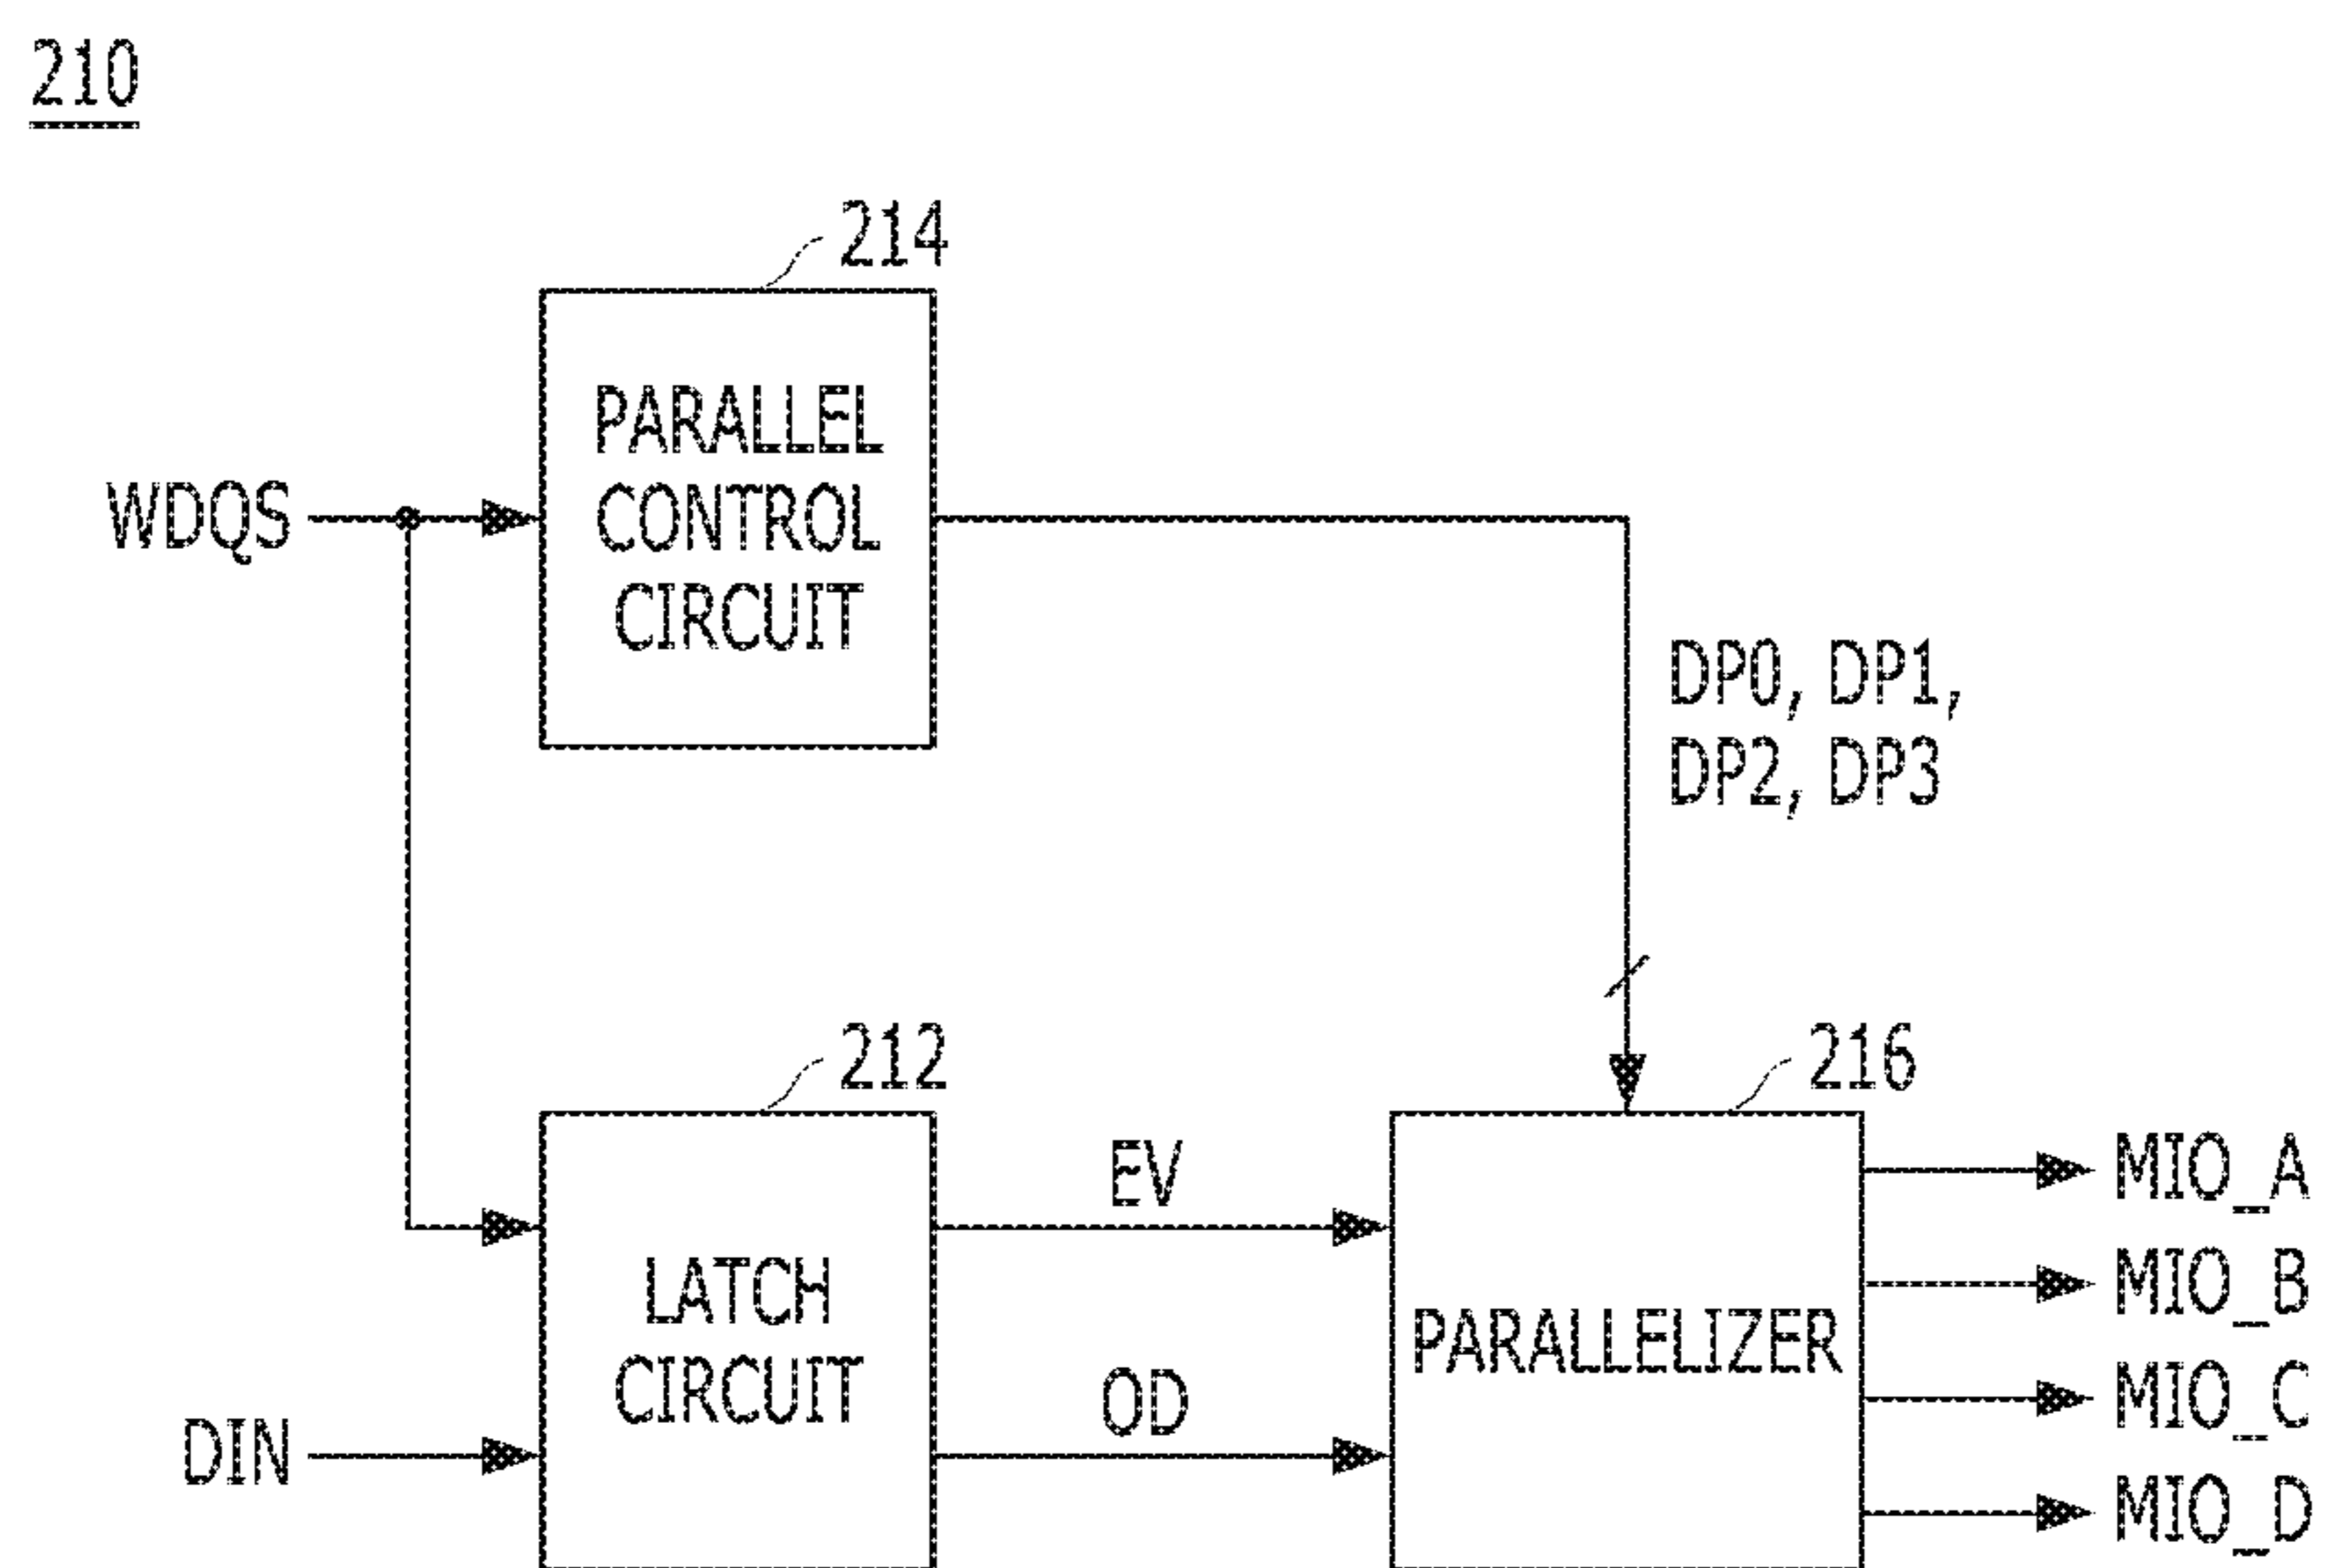 210
214
PARALLEL
CONTROL
CIRCUIT
WDQS
DP0, DP1,
DP2, DP3
212
216
EV
LATCH
CIRCUIT
OD
DIN
PARALLELIZER
MIO_A
MIO_B
MIO_C
MIO_D